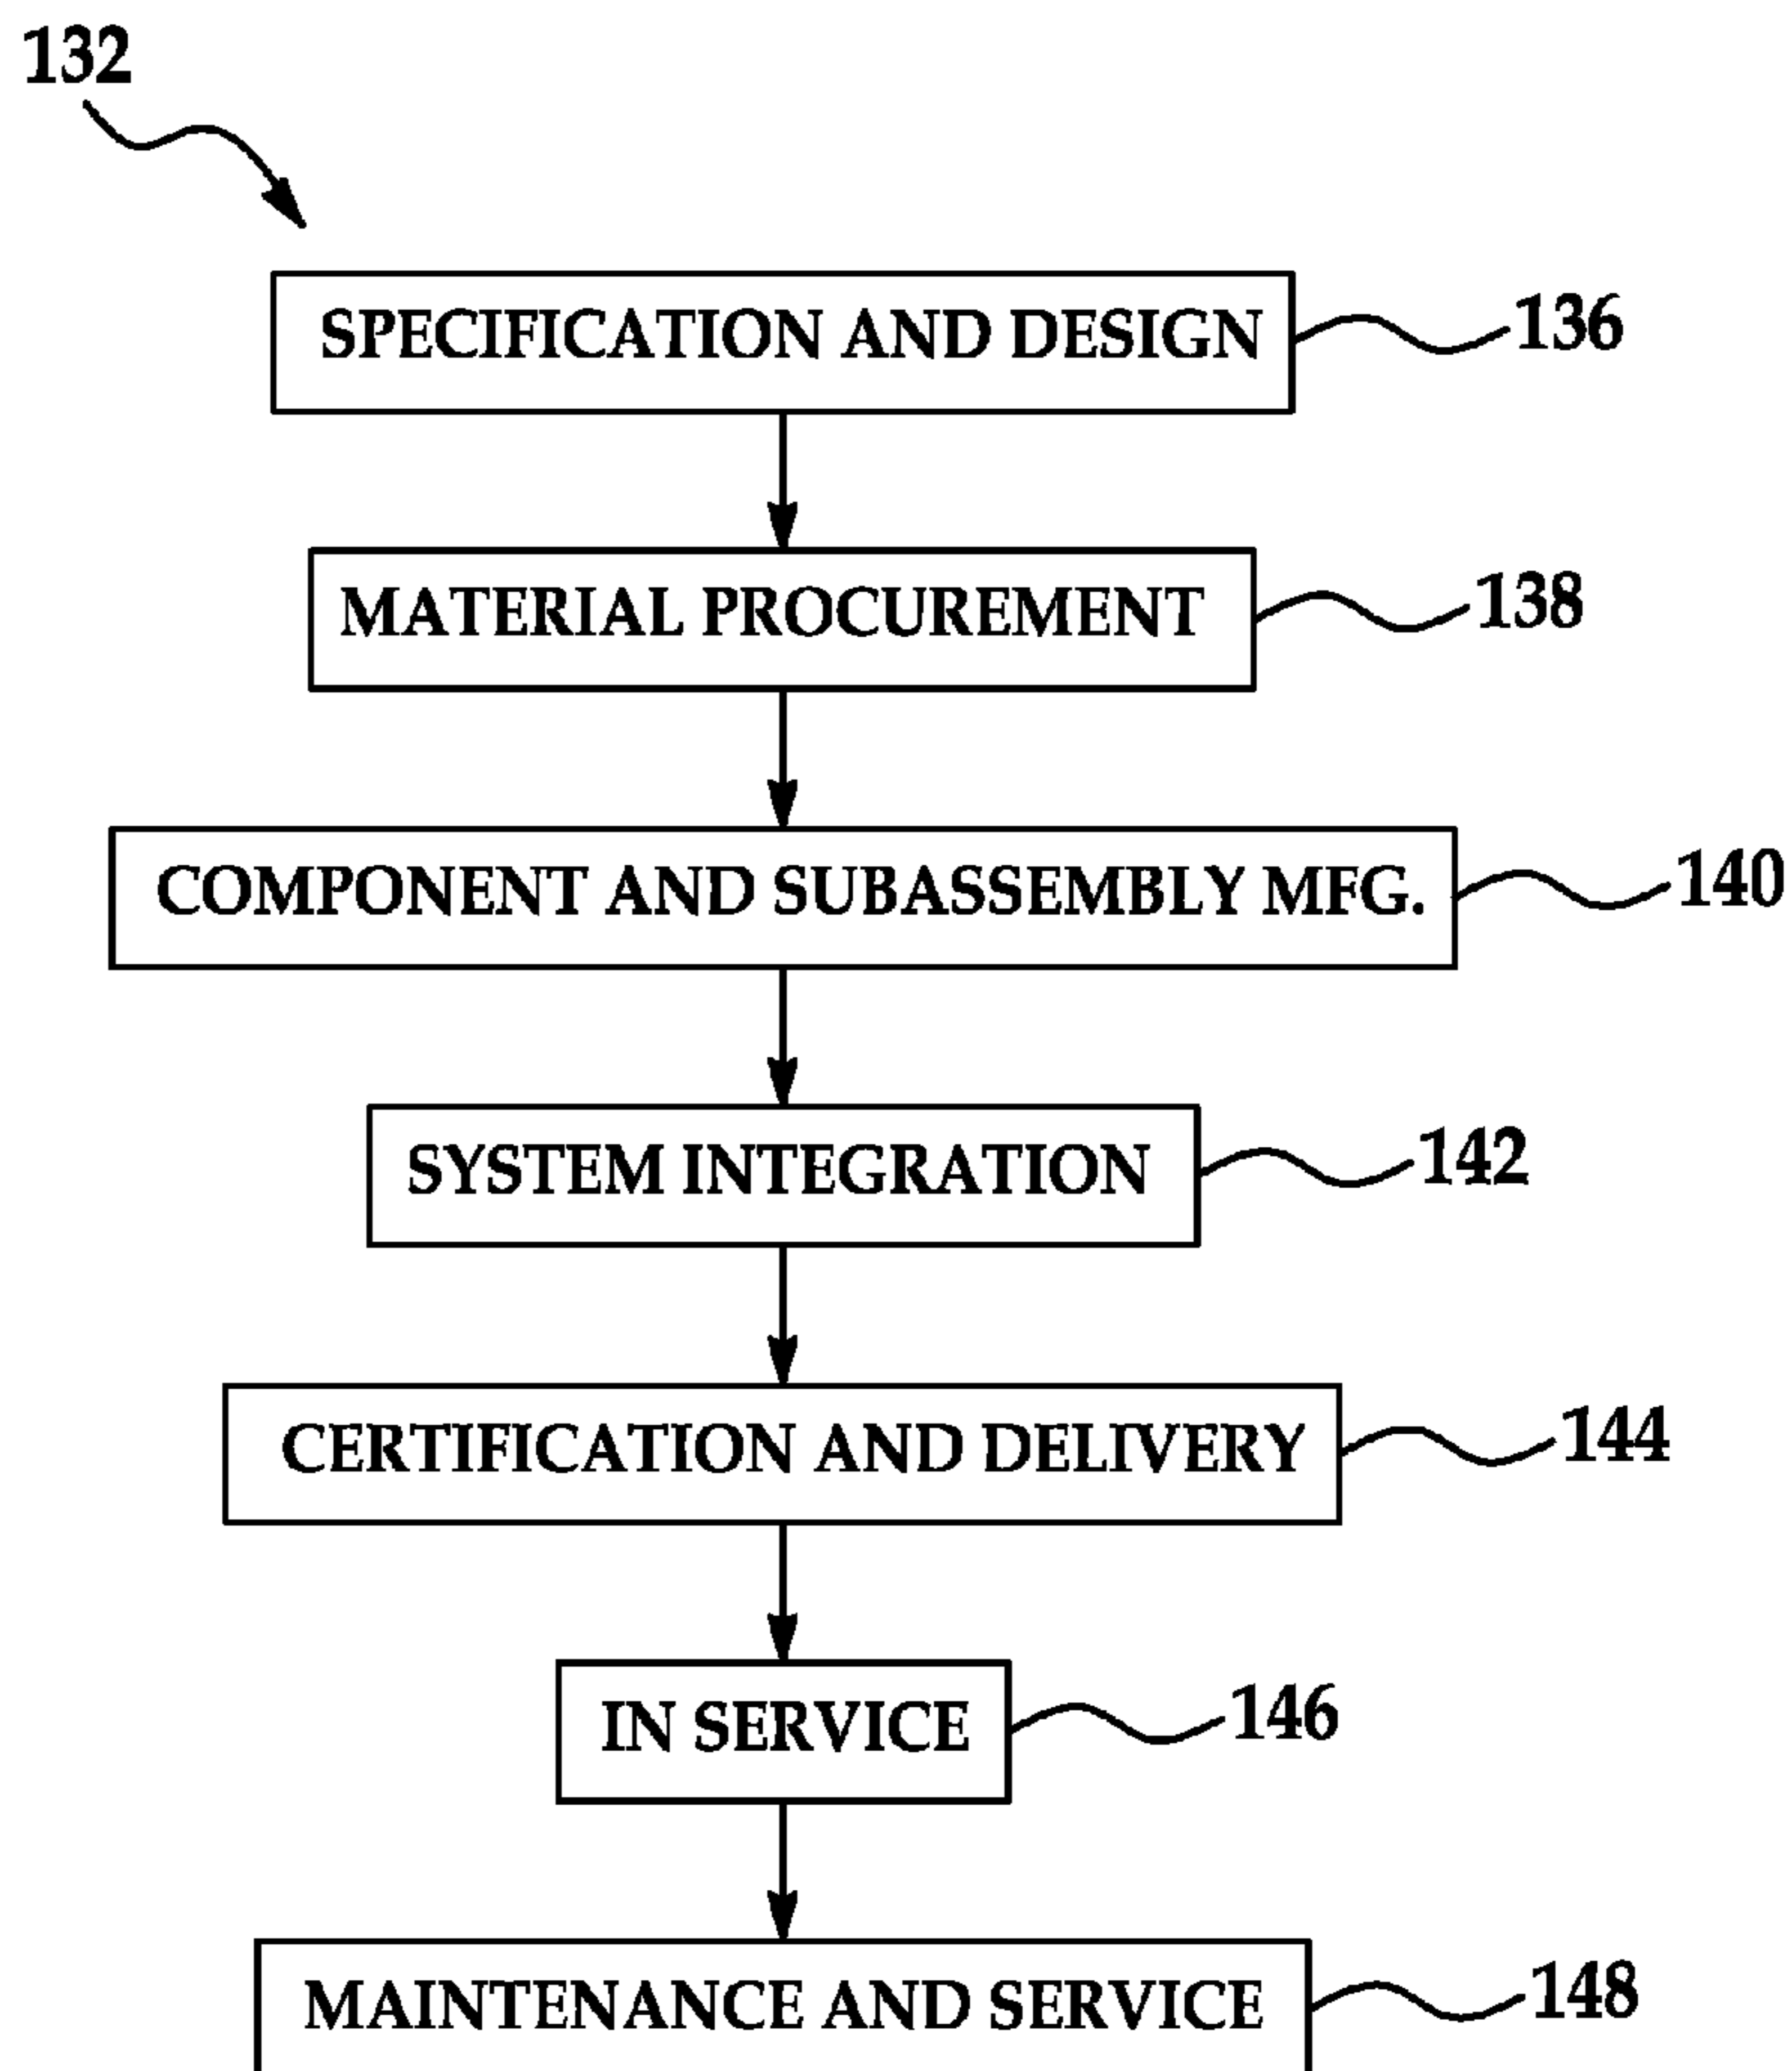 132
SPECIFICATION AND DESIGN 136
MATERIAL PROCUREMENT 138
COMPONENT AND SUBASSEMBLY MFG. 140
SYSTEM INTEGRATION 142
CERTIFICATION AND DELIVERY 144
IN SERVICE 146
MAINTENANCE AND SERVICE 148